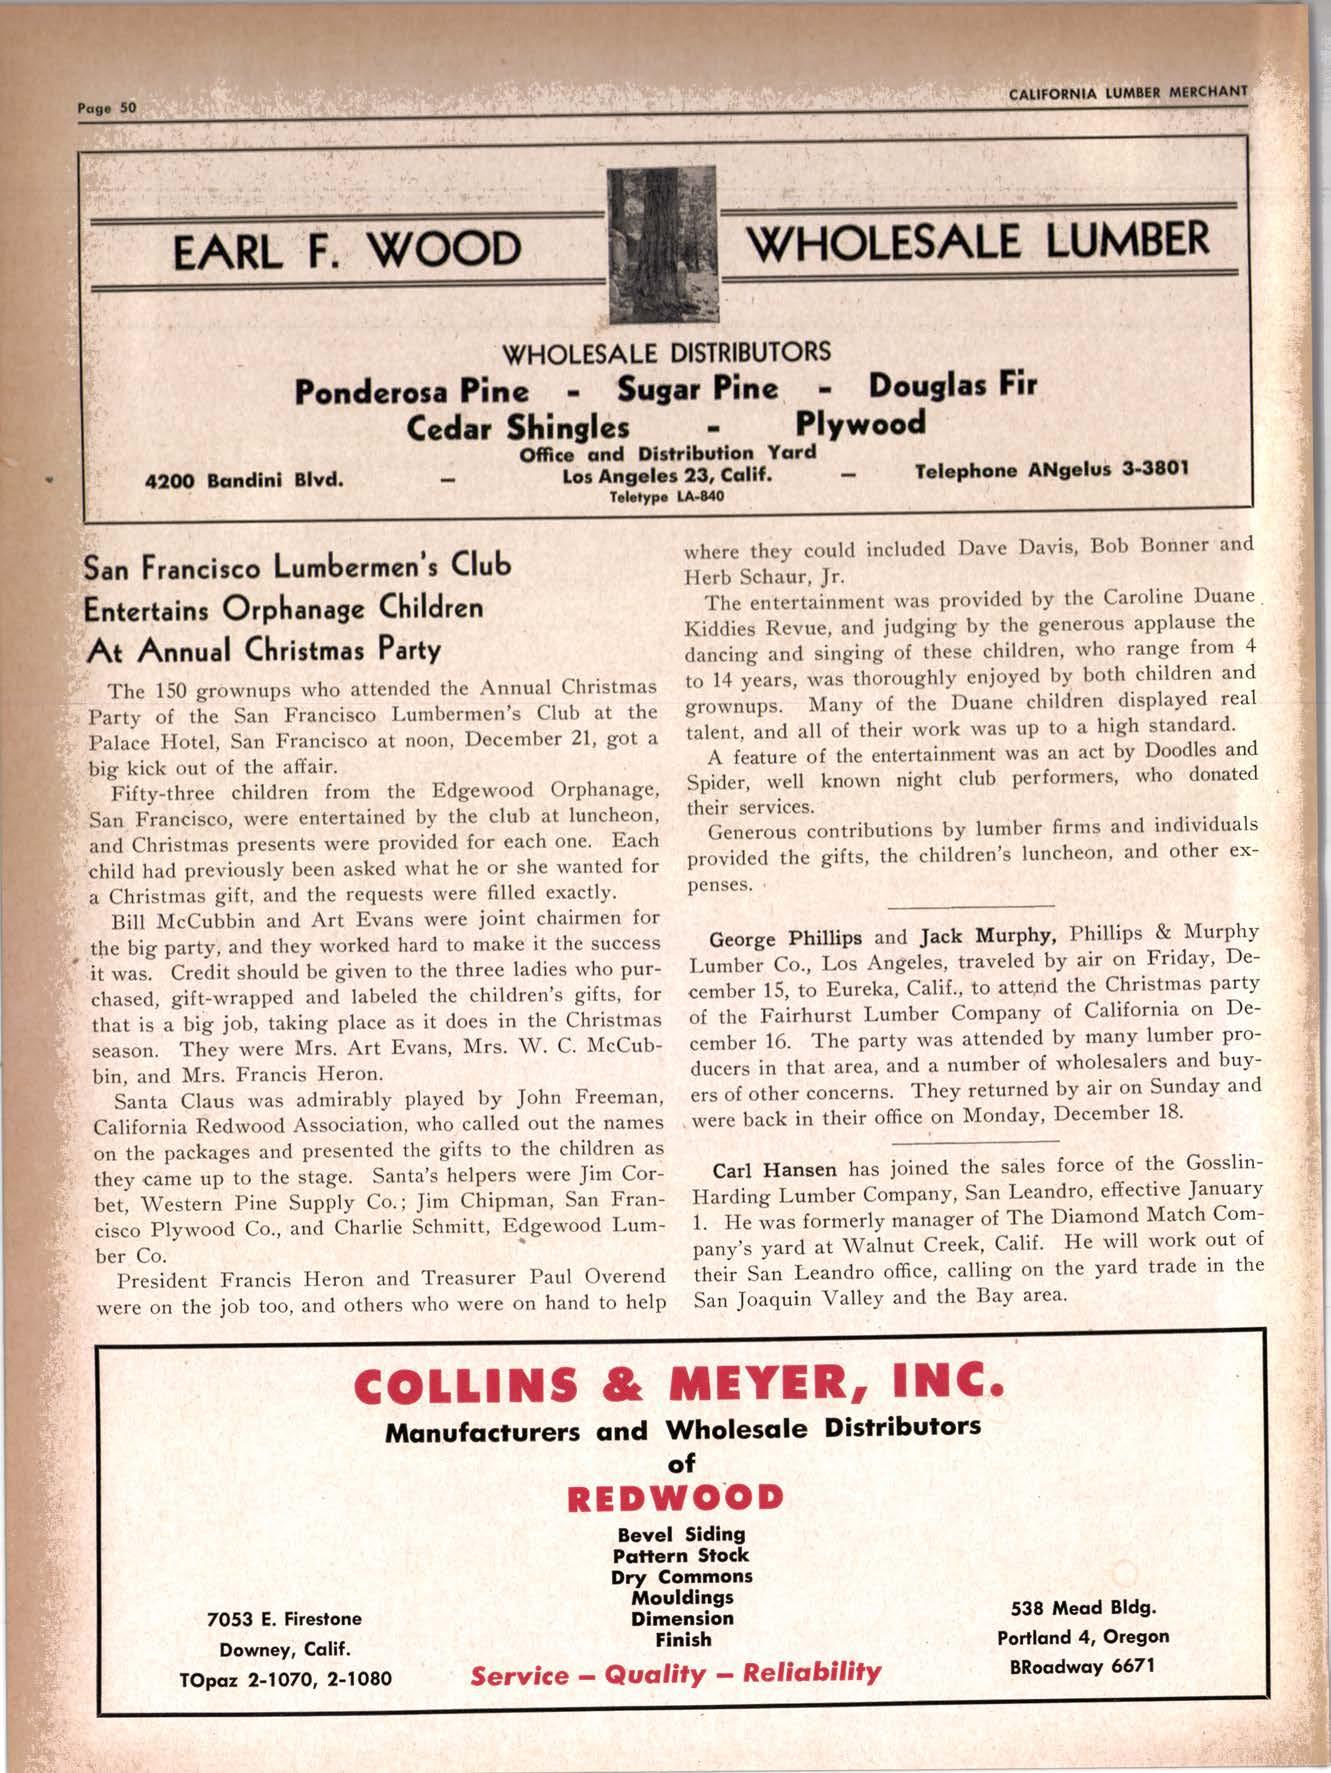 Page 50
CALIFORNIA LUMBER MERCHANT
EARL F. WOOD
WHOLESALE LUMBER
WHOLESALE DISTRIBUTORS
Ponderosa Pine - Sugar Pine - Douglas Fir
Cedar Shingles - Plywood
Office and Distribution Yard
4200 Bandini Blvd. — Los Angeles 23, Calif. — Telephone ANgelus 3-3801
Teletype LA-840
San Francisco Lumbermen's Club
Entertains Orphanage Children
At Annual Christmas Party
The 150 grownups who attended the Annual Christmas
Party of the San Francisco Lumbermen's Club at the
Palace Hotel, San Francisco at noon, December 21, got a
big kick out of the affair.
Fifty-three children from the Edgewood Orphanage,
San Francisco, were entertained by the club at luncheon,
and Christmas presents were provided for each one. Each
child had previously been asked what he or she wanted for
a Christmas gift, and the requests were filled exactly.
Bill McCubbin and Art Evans were joint chairmen for
the big party, and they worked hard to make it the success
it was. Credit should be given to the three ladies who pur-
chased, gift-wrapped and labeled the children's gifts, for
that is a big job, taking place as it does in the Christmas
season. They were Mrs. Art Evans, Mrs. W. C. McCub-
bin, and Mrs. Francis Heron.
Santa Claus was admirably played by John Freeman,
California Redwood Association, who called out the names
on the packages and presented the gifts to the children as
they came up to the stage. Santa's helpers were Jim Cor-
bet, Western Pine Supply Co.; Jim Chipman, San Fran-
cisco Plywood Co., and Charlie Schmitt, Edgewood Lum-
ber Co.
President Francis Heron and Treasurer Paul Overend
were on the job too, and others who were on hand to help
where they could included Dave Davis, Bob Bonner and
Herb Schaur, Jr.
The entertainment was provided by the Caroline Duane
Kiddies Revue, and judging by the generous applause the
dancing and singing of these children, who range from 4
to 14 years, was thoroughly enjoyed by both children and
grownups. Many of the Duane children displayed real
talent, and all of their work was up to a high standard.
A feature of the entertainment was an act by Doodles and
Spider, well known night club performers, who donated
their services.
Generous contributions by lumber firms and individuals
provided the gifts, the children's luncheon, and other ex-
penses.
George Phillips and Jack Murphy, Phillips & Murphy
Lumber Co., Los Angeles, traveled by air on Friday, De-
cember 15, to Eureka, Calif., to attend the Christmas party
of the Fairhurst Lumber Company of California on De-
cember 16. The party was attended by many lumber pro-
ducers in that area, and a number of wholesalers and buy-
ers of other concerns. They returned by air on Sunday and
were back in their office on Monday, December 18.
Carl Hansen has joined the sales force of the Gosslin-
Harding Lumber Company, San Leandro, effective January
1. He was formerly manager of The Diamond Match Com-
pany's yard at Walnut Creek, Calif. He will work out of
their San Leandro office, calling on the yard trade in the
San Joaquin Valley and the Bay area.
COLLINS & MEYER, INC.
Manufacturers and Wholesale Distributors
of
REDWOOD
Bevel Siding
Pattern Stock
Dry Commons
Mouldings
Dimension
Finish
7053 E. Firestone
Downey, Calif.
TOpaz 2-1070, 2-1080
Service — Quality — Reliability
538 Mead Bldg.
Portland 4, Oregon
BRoadway 6671